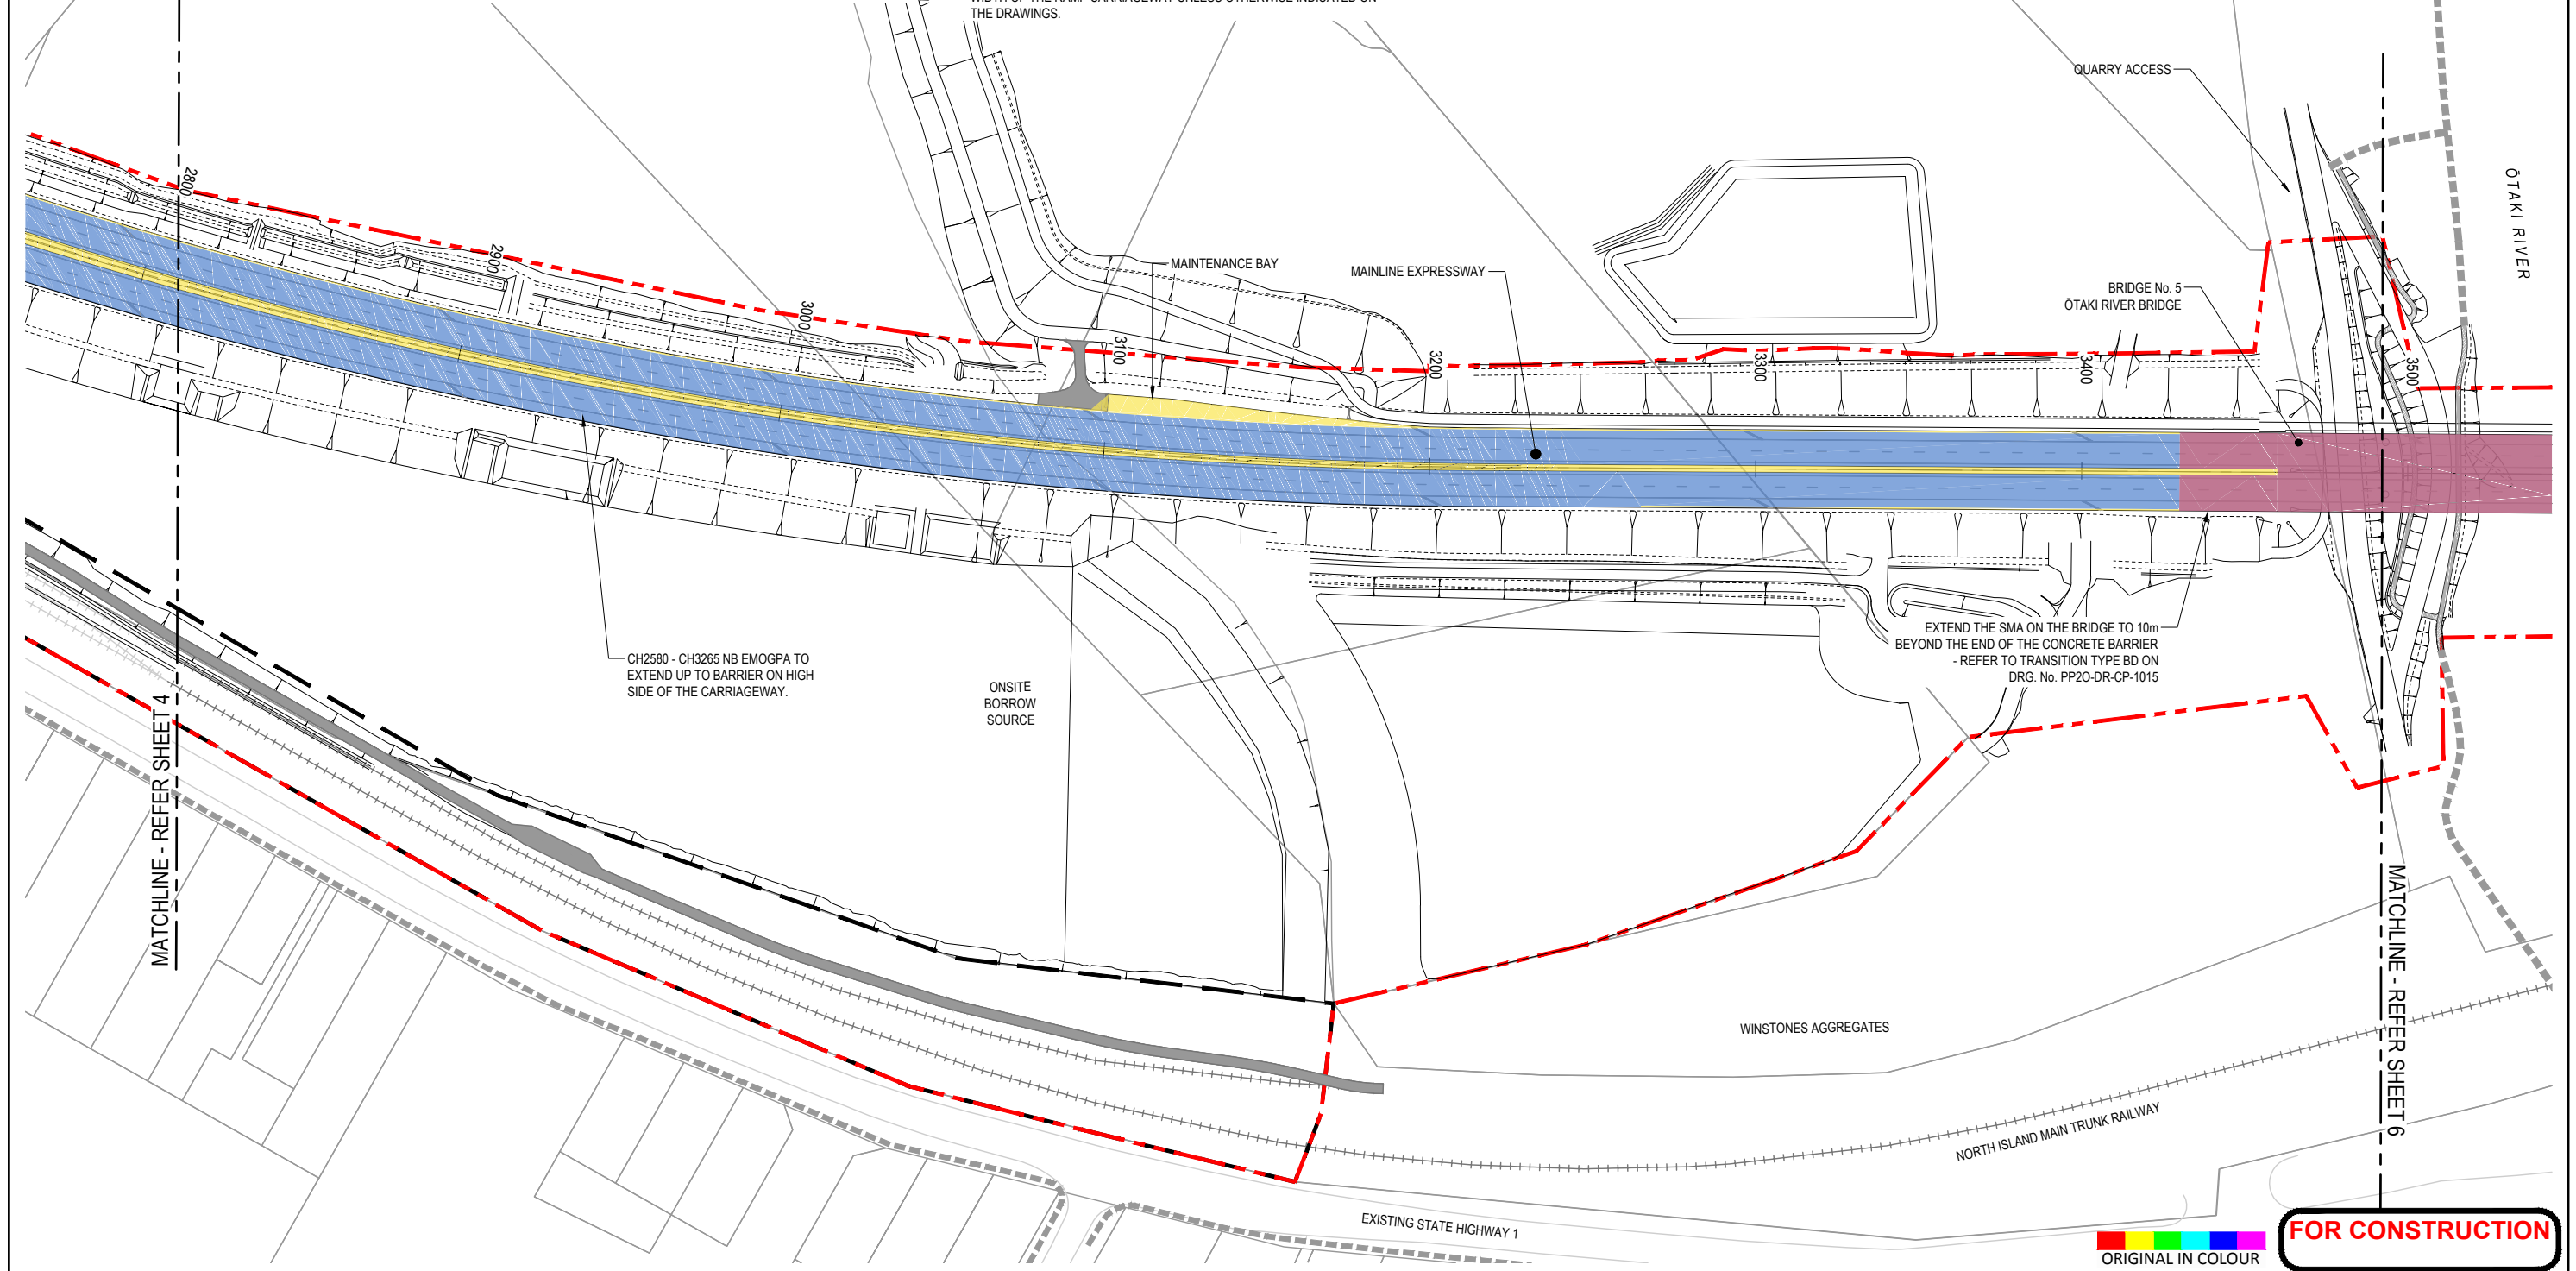 THE DRAWINGS.
QUARRY ACCESS
ŌTAKI RIVER
2800
2900
3000
3100
3200
3300
3400
3500
MAINTENANCE BAY
MAINLINE EXPRESSWAY
BRIDGE No. 5
ŌTAKI RIVER BRIDGE
CH2580 - CH3265 NB EMOGPA TO
EXTEND UP TO BARRIER ON HIGH
SIDE OF THE CARRIAGEWAY.
ONSITE
BORROW
SOURCE
EXTEND THE SMA ON THE BRIDGE TO 10m
BEYOND THE END OF THE CONCRETE BARRIER
- REFER TO TRANSITION TYPE BD ON
DRG. No. PP2O-DR-CP-1015
MATCHLINE - REFER SHEET 4
MATCHLINE - REFER SHEET 6
WINSTONES AGGREGATES
NORTH ISLAND MAIN TRUNK RAILWAY
EXISTING STATE HIGHWAY 1
ORIGINAL IN COLOUR
FOR CONSTRUCTION